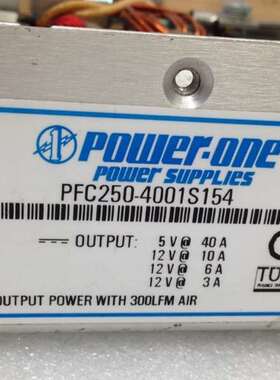 POWER-ONE
POWER SUPPLIES
PFC250-4001S154
OUTPUT: 5 V @ 40 A
12 V @ 10 A
12 V @ 6 A
12 V @ 3 A
OUTPUT POWER WITH 300LFM AIR